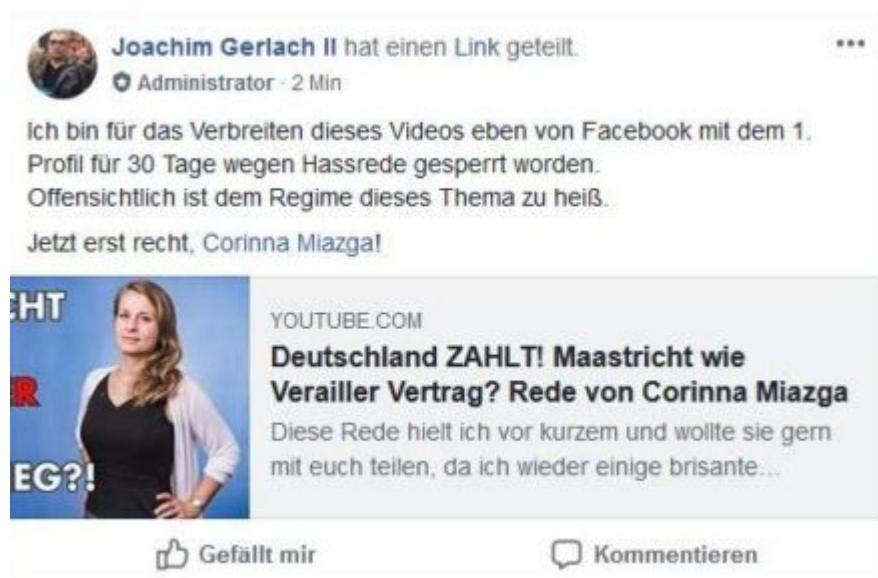 Joachim Gerlach II hat einen Link geteilt.
Administrator · 2 Min
Ich bin für das Verbreiten dieses Videos eben von Facebook mit dem 1.
Profil für 30 Tage wegen Hassrede gesperrt worden.
Offensichtlich ist dem Regime dieses Thema zu heiß.
Jetzt erst recht, Corinna Miazga!
CHT
R
EG?!
YOUTUBE.COM
Deutschland ZAHLT! Maastricht wie
Verailler Vertrag? Rede von Corinna Miazga
Diese Rede hielt ich vor kurzem und wollte sie gern
mit euch teilen, da ich wieder einige brisante...
Gefällt mir
Kommentieren